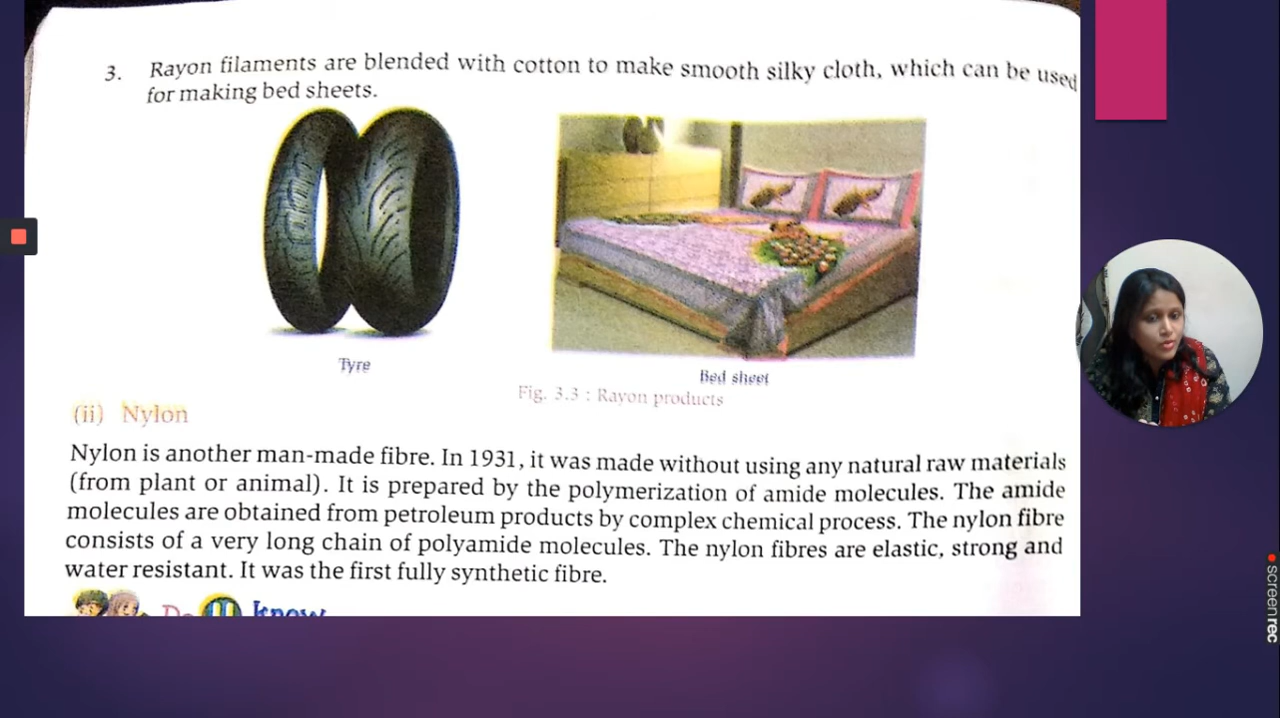 3. Rayon filaments are blended with cotton to make smooth silky cloth, which can be used
for making bed sheets.
Tyre
Bed sheet
Fig. 3.3 : Rayon products
(ii) Nylon
Nylon is another man-made fibre. In 1931, it was made without using any natural raw materials
(from plant or animal). It is prepared by the polymerization of amide molecules. The amide
molecules are obtained from petroleum products by complex chemical process. The nylon fibre
consists of a very long chain of polyamide molecules. The nylon fibres are elastic, strong and
water resistant. It was the first fully synthetic fibre.
know
screenrec